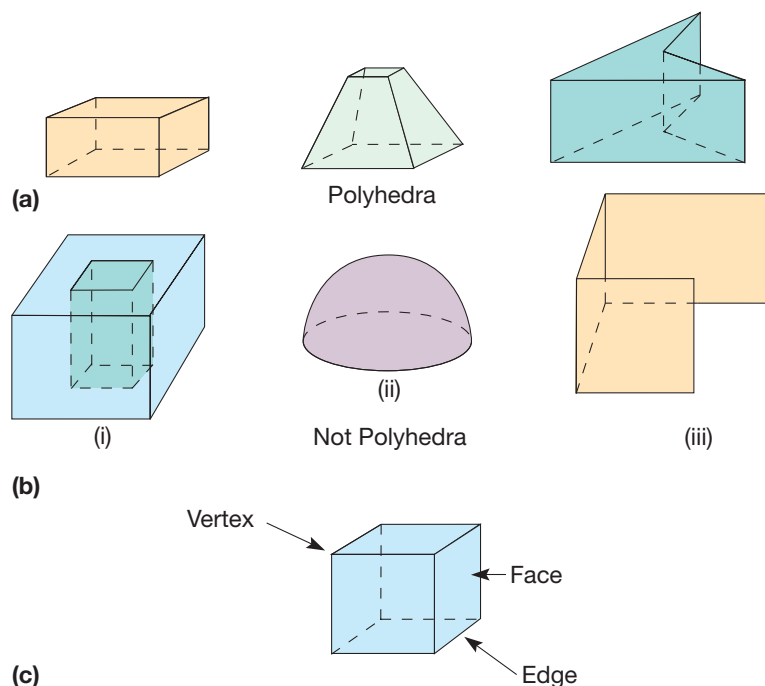 (a)
Polyhedra
(i)
(ii)
(iii)
Not Polyhedra
(b)
Vertex
Face
Edge
(c)